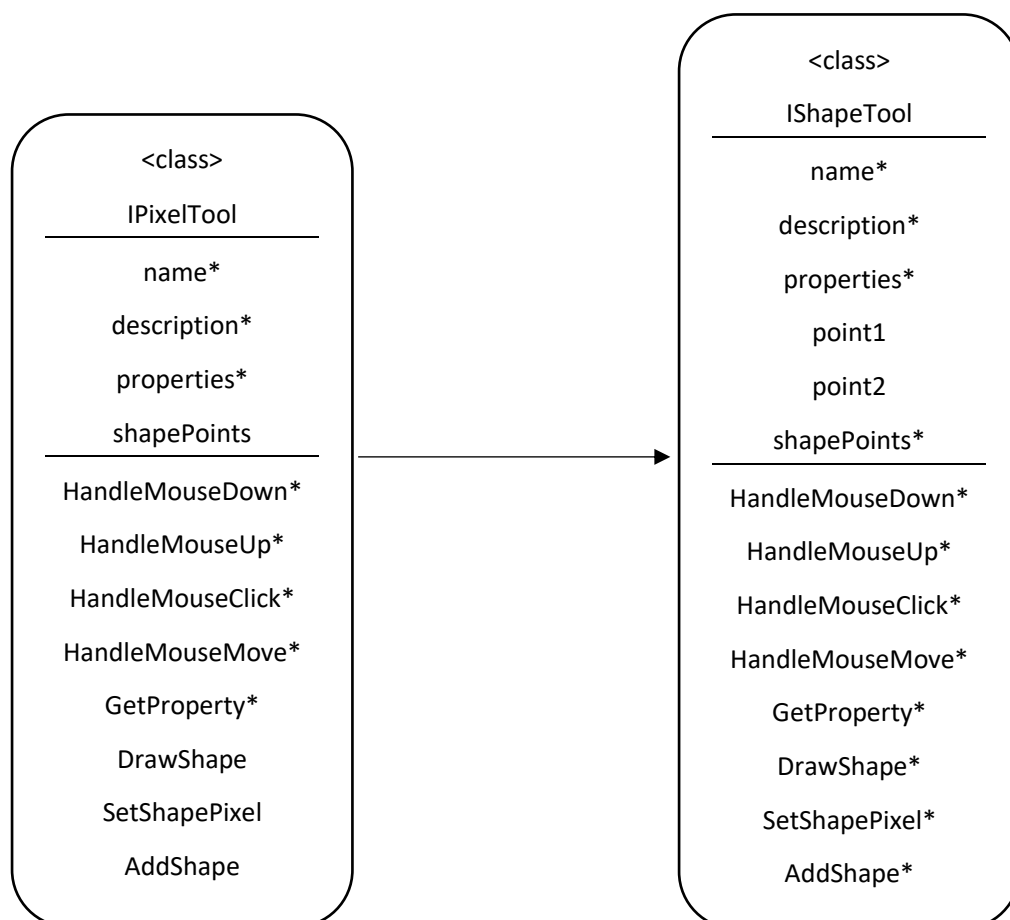 <class>
IPixelTool
name*
description*
properties*
shapePoints
HandleMouseDown*
HandleMouseUp*
HandleMouseClick*
HandleMouseMove*
GetProperty*
DrawShape
SetShapePixel
AddShape
<class>
IShapeTool
name*
description*
properties*
point1
point2
shapePoints*
HandleMouseDown*
HandleMouseUp*
HandleMouseClick*
HandleMouseMove*
GetProperty*
DrawShape*
SetShapePixel*
AddShape*